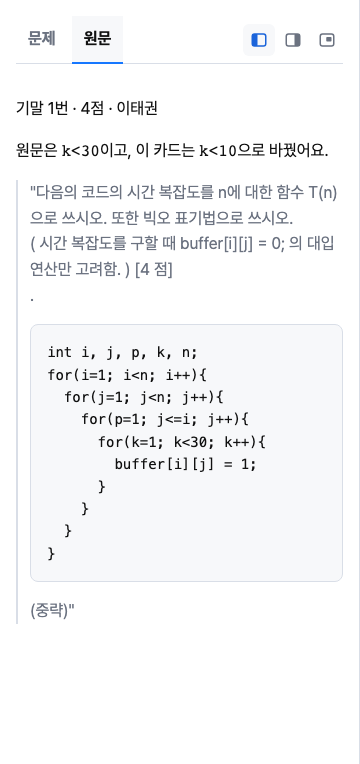 문제 원문
기말 1번 · 4점 · 이태권
원문은 k<30이고, 이 카드는 k<10으로 바꿨어요.
"다음의 코드의 시간 복잡도를 n에 대한 함수 T(n)
으로 쓰시오. 또한 빅오 표기법으로 쓰시오.
( 시간 복잡도를 구할 때 buffer[i][j] = 0; 의 대입
연산만 고려함. ) [4 점]
.
int i, j, p, k, n;
for(i=1; i<n; i++){
  for(j=1; j<n; j++){
    for(p=1; j<=i; j++){
      for(k=1; k<30; k++){
        buffer[i][j] = 1;
      }
    }
  }
}
(중략)"